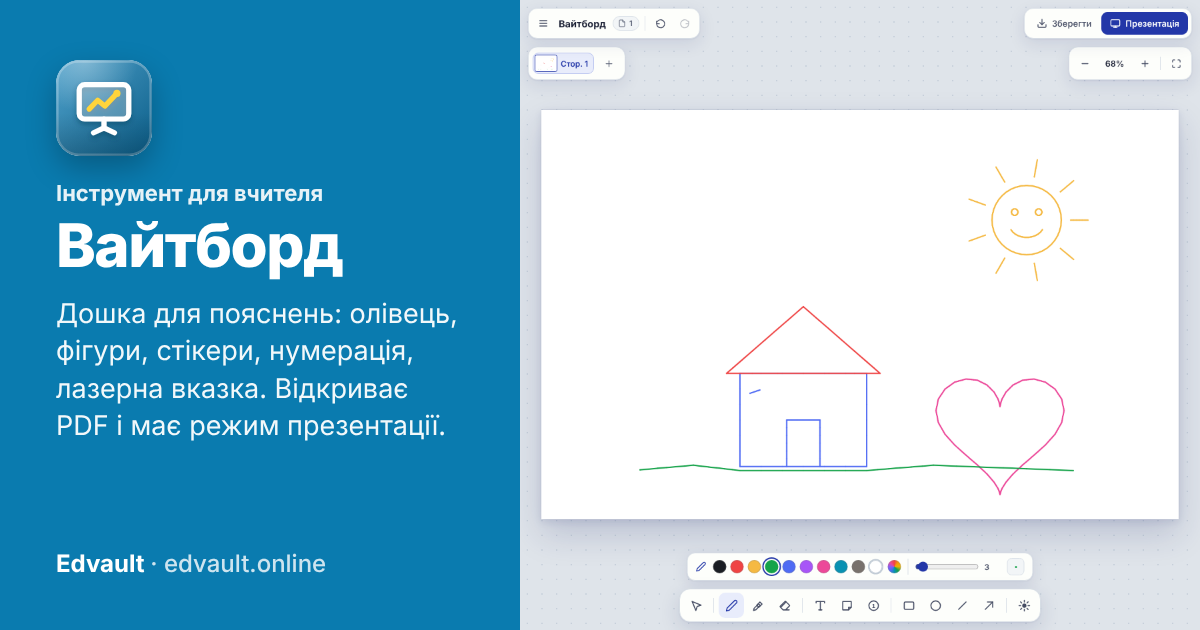 Інструмент для вчителя
Вайтборд
Дошка для пояснень: олівець,
фігури, стікери, нумерація,
лазерна вказка. Відкриває
PDF і має режим презентації.
Edvault · edvault.online
Вайтборд 1
Зберегти Презентація
Стор. 1
68%
3